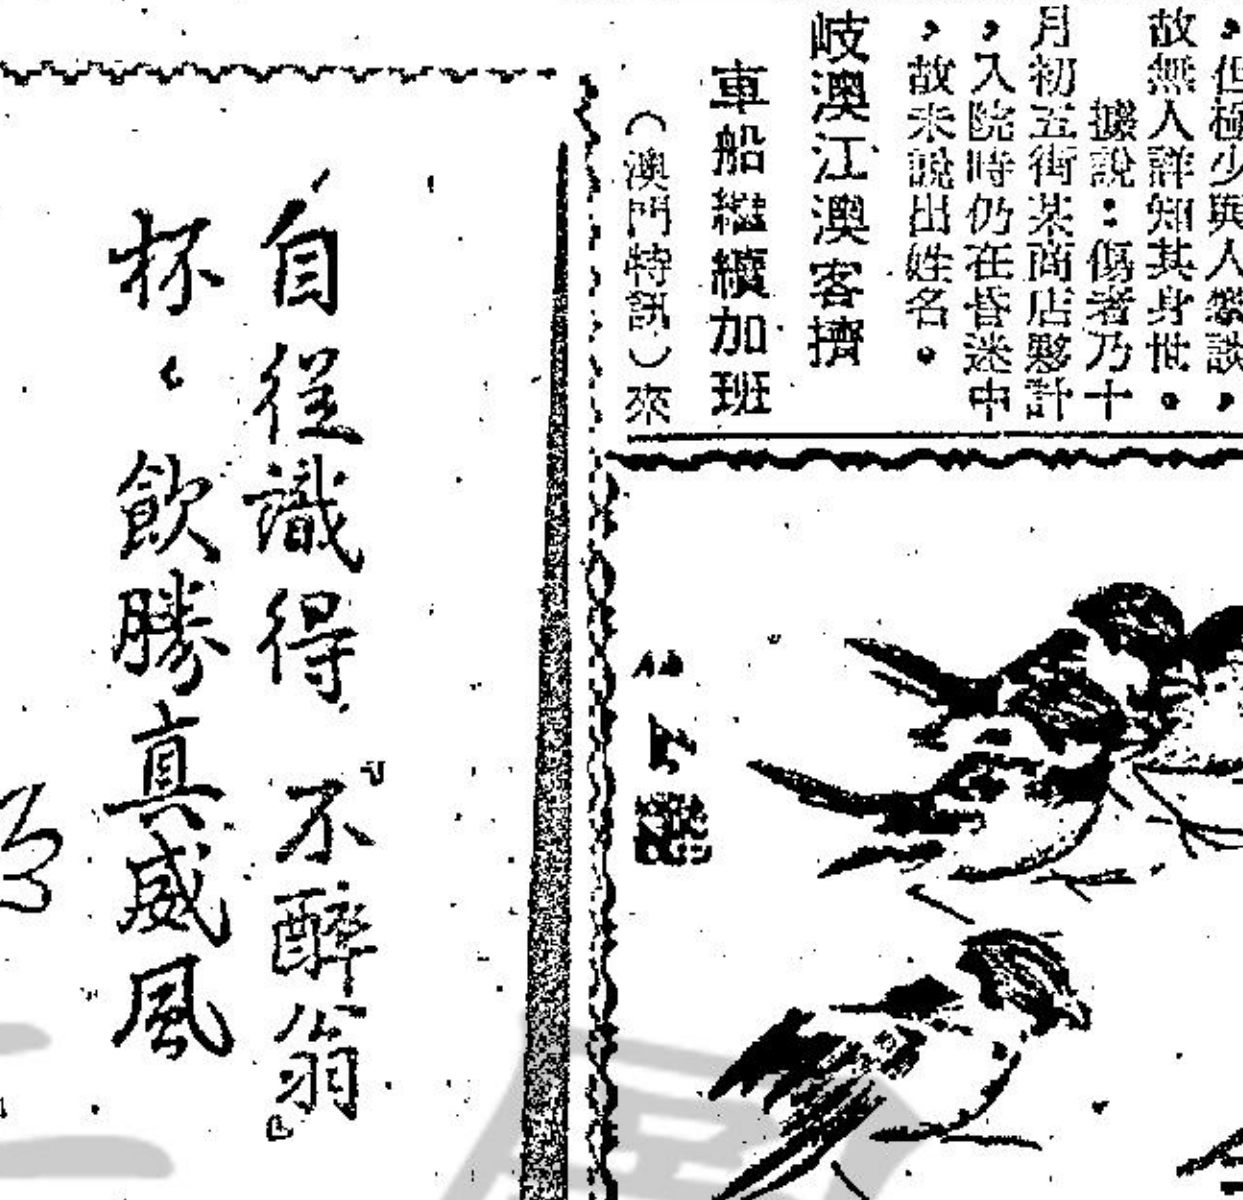 ，但極少與人攀談，
故無人詳知其身世。
據說：傷者乃十
月初五街某商店夥計
，入院時仍在昏迷中
，故未說出姓名。
岐澳江澳客擠
車船繼續加班
（澳門特訊）來
自從識得「不醉翁」
杯，飲勝真威風